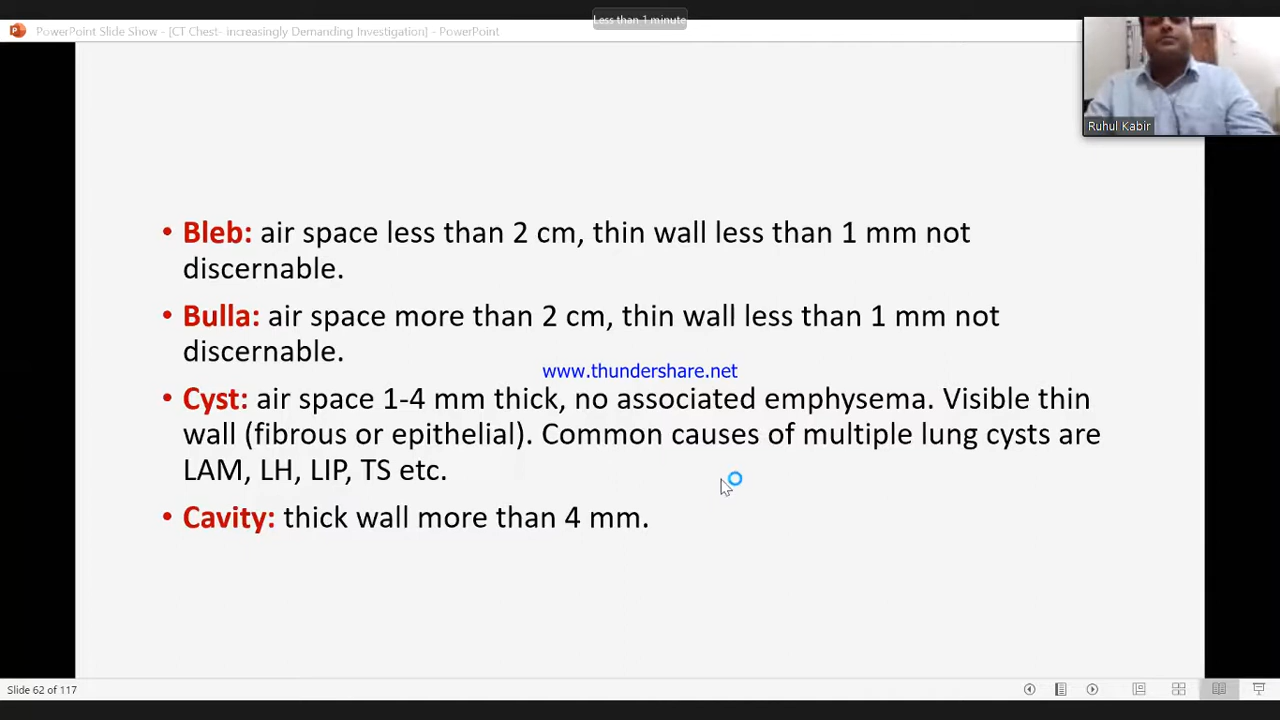 Less than 1 minute
PowerPoint Slide Show - [CT Chest- increasingly Demanding Investigation] - PowerPoint
Ruhul Kabir
• Bleb: air space less than 2 cm, thin wall less than 1 mm not
discernable.
• Bulla: air space more than 2 cm, thin wall less than 1 mm not
discernable.
www.thundershare.net
• Cyst: air space 1-4 mm thick, no associated emphysema. Visible thin
wall (fibrous or epithelial). Common causes of multiple lung cysts are
LAM, LH, LIP, TS etc.
• Cavity: thick wall more than 4 mm.
Slide 62 of 117